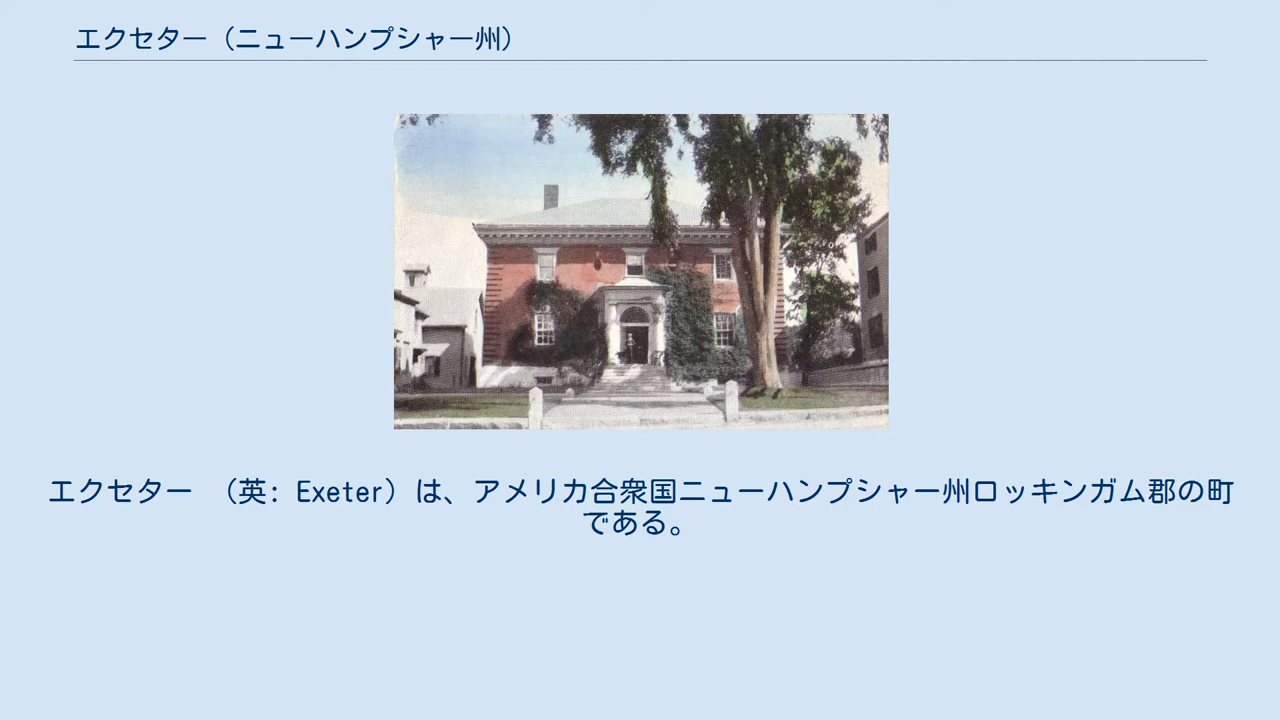 エクセター（ニューハンプシャー州）
エクセター （英: Exeter）は、アメリカ合衆国ニューハンプシャー州ロッキンガム郡の町
である。